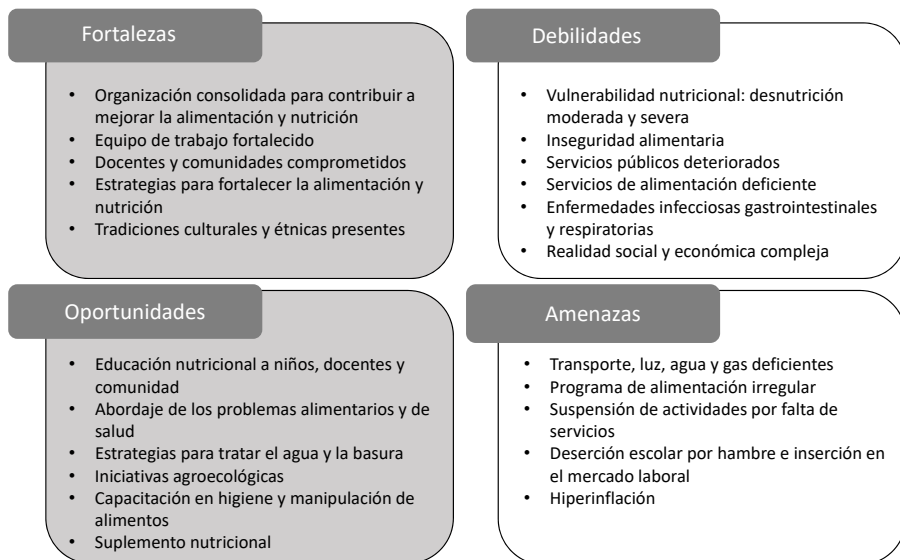 Fortalezas
• Organización consolidada para contribuir a
mejorar la alimentación y nutrición
• Equipo de trabajo fortalecido
• Docentes y comunidades comprometidos
• Estrategias para fortalecer la alimentación y
nutrición
• Tradiciones culturales y étnicas presentes
Debilidades
• Vulnerabilidad nutricional: desnutrición
moderada y severa
• Inseguridad alimentaria
• Servicios públicos deteriorados
• Servicios de alimentación deficiente
• Enfermedades infecciosas gastrointestinales
y respiratorias
• Realidad social y económica compleja
Oportunidades
• Educación nutricional a niños, docentes y
comunidad
• Abordaje de los problemas alimentarios y de
salud
• Estrategias para tratar el agua y la basura
• Iniciativas agroecológicas
• Capacitación en higiene y manipulación de
alimentos
• Suplemento nutricional
Amenazas
• Transporte, luz, agua y gas deficientes
• Programa de alimentación irregular
• Suspensión de actividades por falta de
servicios
• Deserción escolar por hambre e inserción en
el mercado laboral
• Hiperinflación